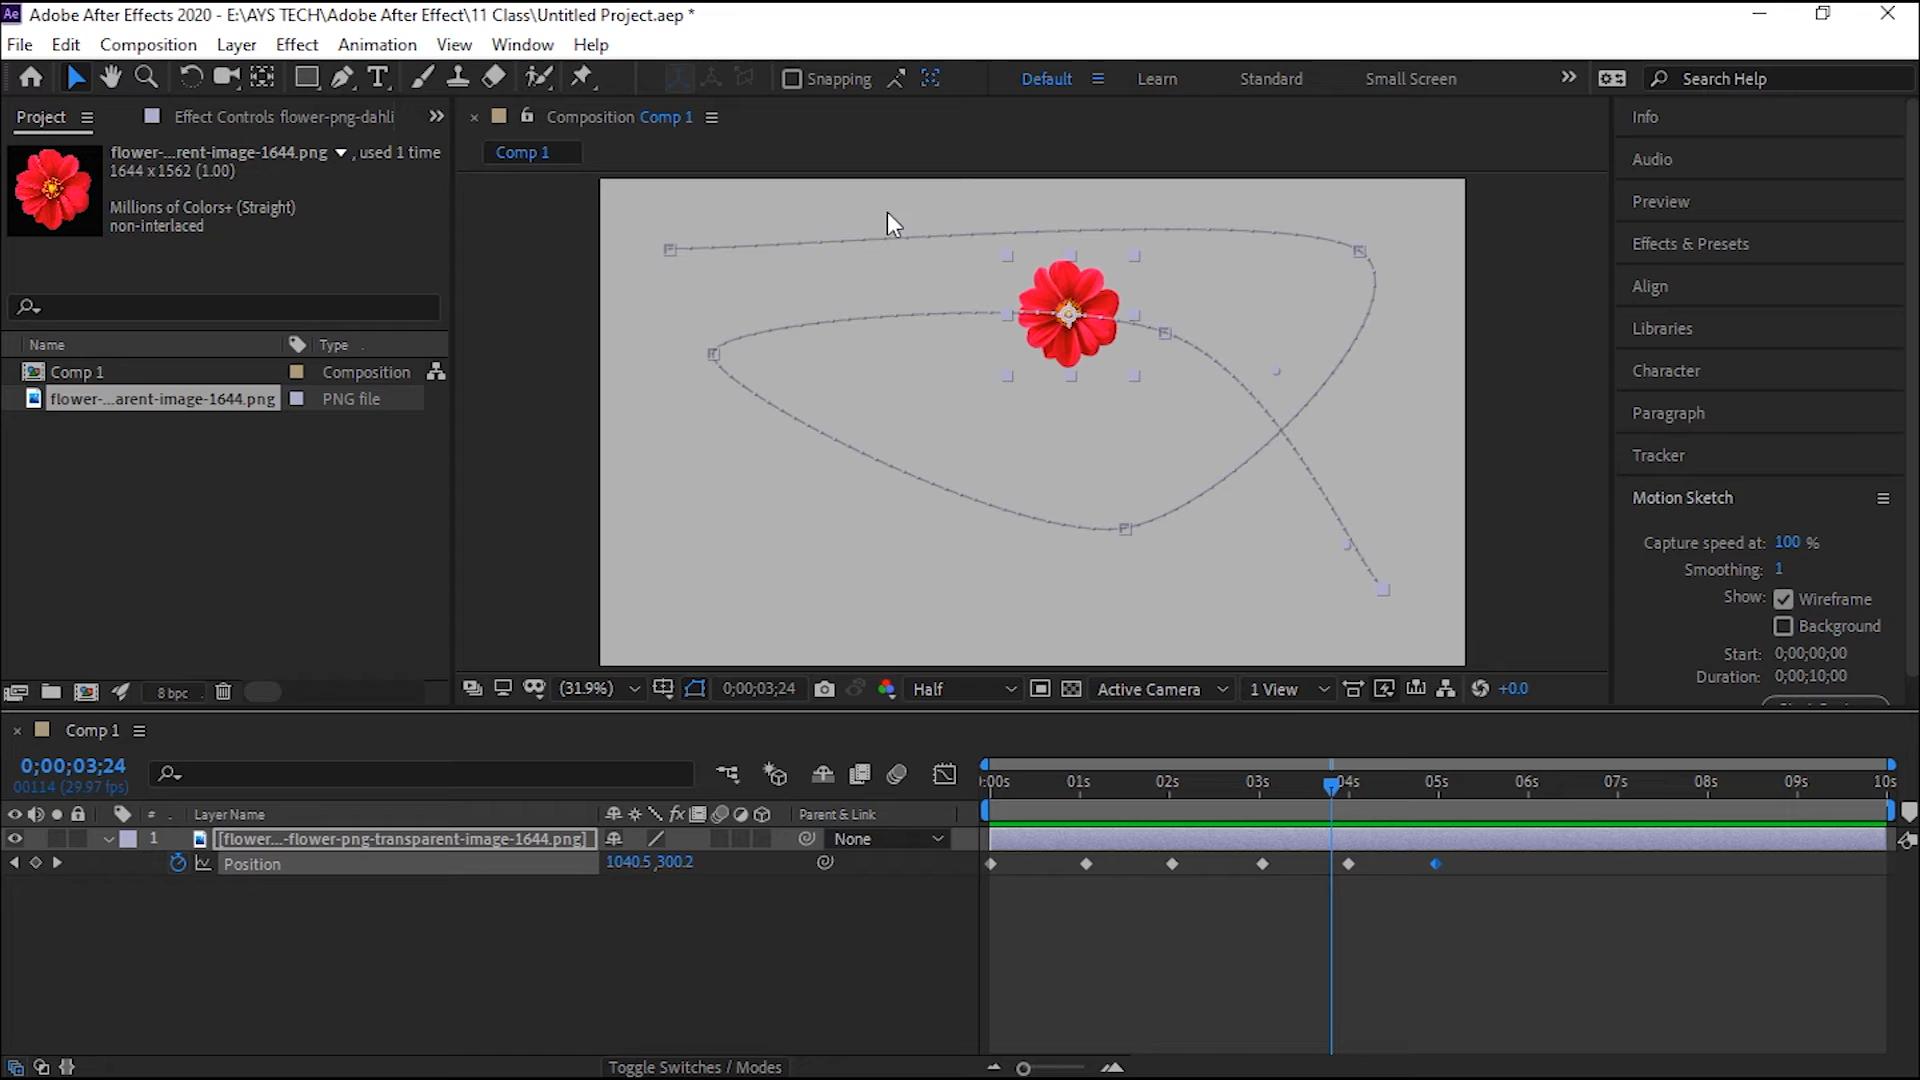 Ae Adobe After Effects 2020 - E:\AYS TECH\Adobe After Effect\11 Class\Untitled Project.aep *
File Edit Composition Layer Effect Animation View Window Help
Snapping Default Learn Standard Small Screen Search Help
Project Effect Controls flower-png-dahli
Composition Comp 1
Comp 1
flower-...rent-image-1644.png , used 1 time
1644 x 1562 (1.00)
Millions of Colors+ (Straight)
non-interlaced
Name Type
Comp 1 Composition
flower-...arent-image-1644.png PNG file
8 bpc
(31.9%) 0;00;03;24 Half Active Camera 1 View +0.0
Info
Audio
Preview
Effects & Presets
Align
Libraries
Character
Paragraph
Tracker
Motion Sketch
Capture speed at: 100 %
Smoothing: 1
Show: Wireframe
Background
Start: 0;00;00;00
Duration: 0;00;10;00
Comp 1
0;00;03;24
00114 (29.97 fps)
:00s 01s 02s 03s 04s 05s 06s 07s 08s 09s 10s
# Layer Name fx Parent & Link
1 [flower...-flower-png-transparent-image-1644.png] None
Position 1040.5,300.2
Toggle Switches / Modes